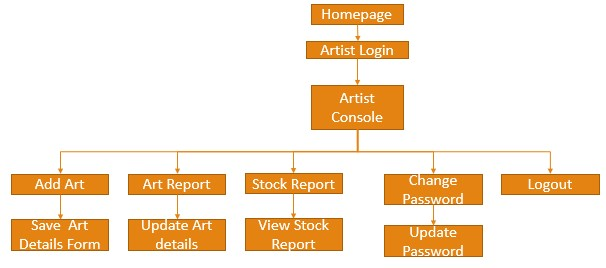 Homepage
Artist Login
Artist
Console
Add Art
Art Report
Stock Report
Change
Password
Logout
Save Art
Details Form
Update Art
details
View Stock
Report
Update
Password